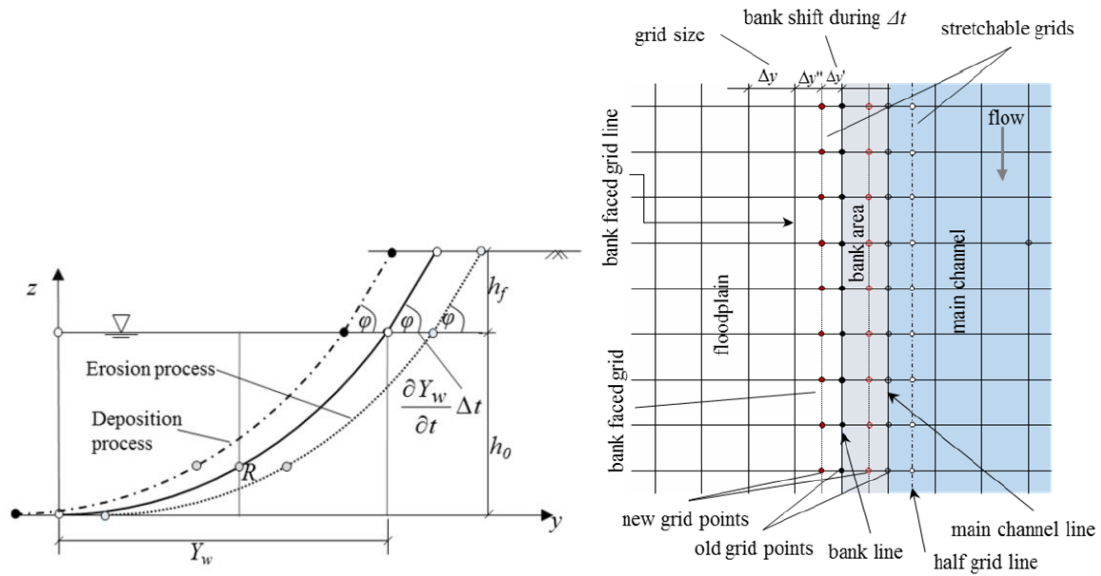 z
h_f
φ
φ
φ
Erosion process
∂Y_w
∂t
Δt
Deposition
process
h_0
R
y
Y_w
bank shift during Δt
grid size
stretchable grids
Δy
Δy"
Δy'
flow
bank faced grid line
bank area
floodplain
main channel
bank faced grid
new grid points
old grid points
bank line
main channel line
half grid line